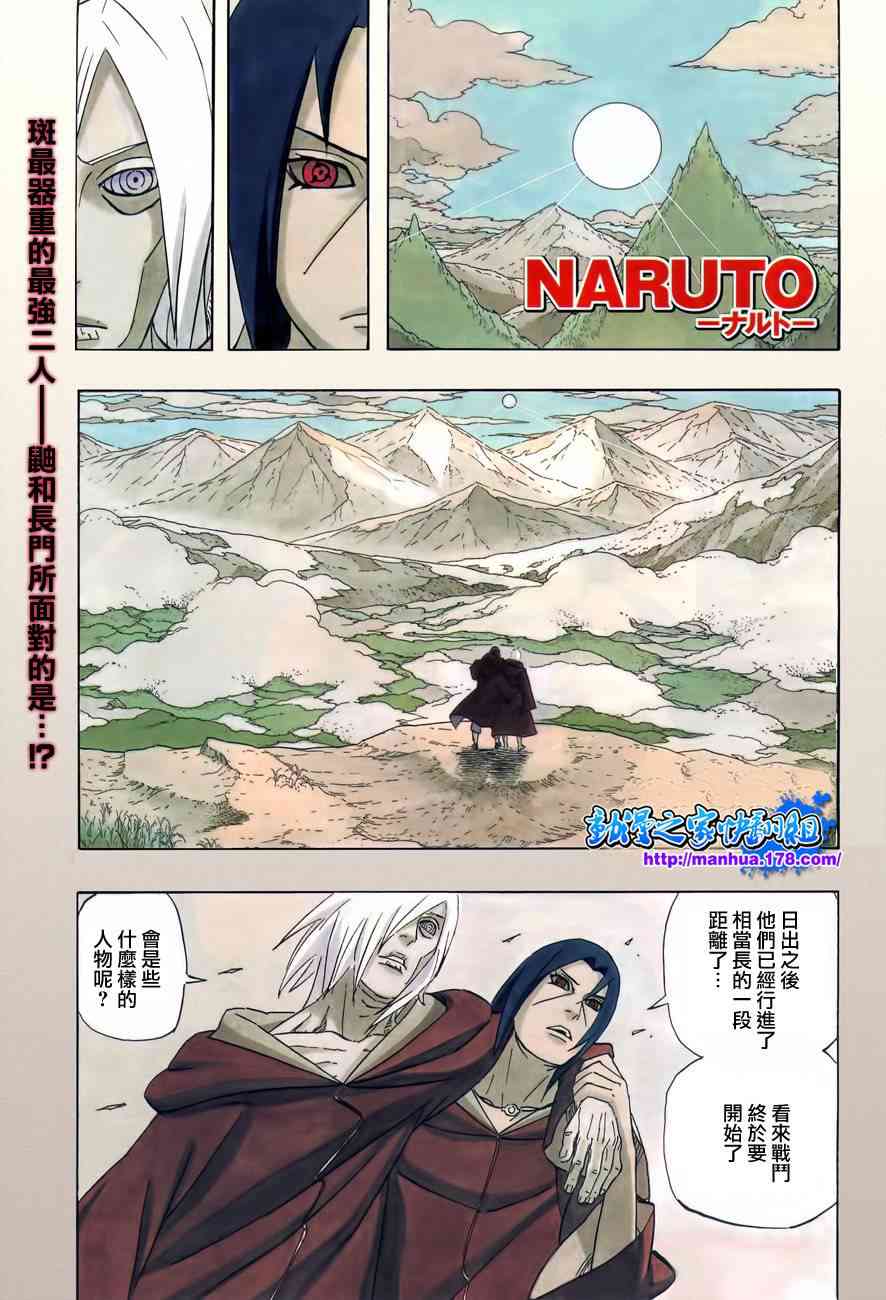 NARUTO
ーナルトー
斑最器重的最強二人——鼬和長門所面對的是…!?
動漫之家快翻組
http://manhua.178.com/
日出之後
他們已經行進了
相當長的一段
距離了…
看來戰鬥
終於要
開始了
會是些
什麼樣的
人物呢?